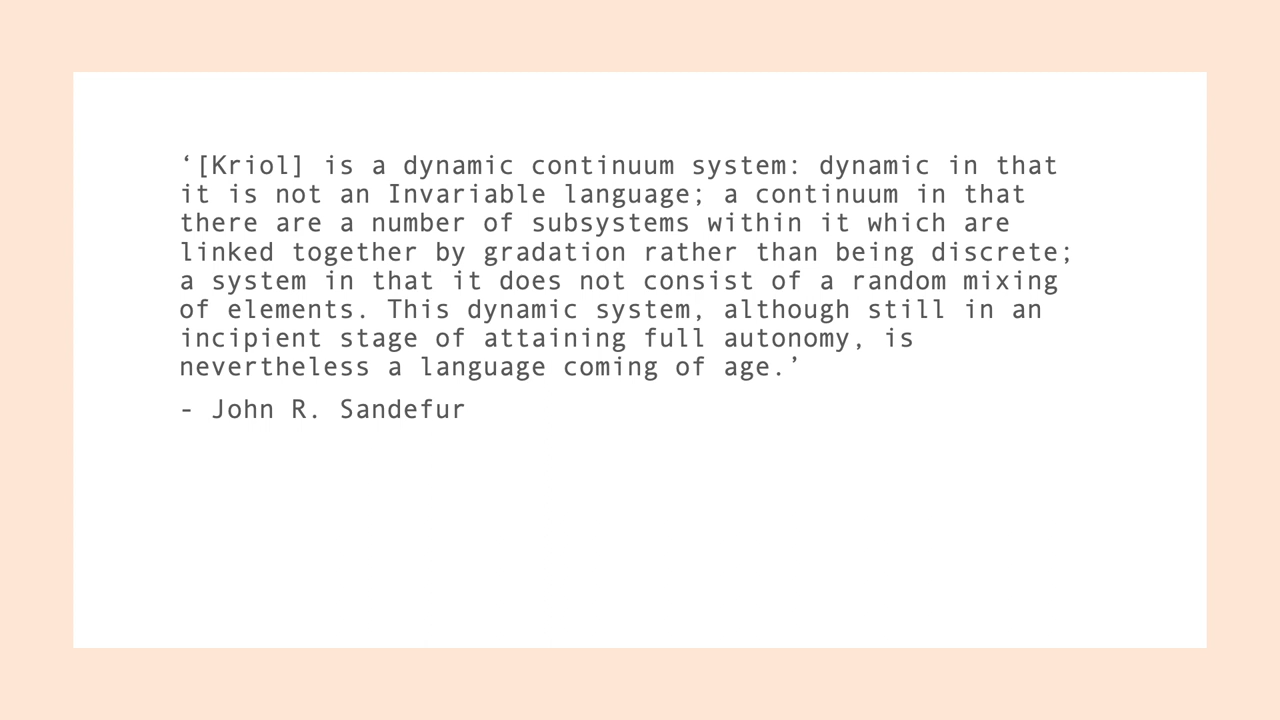 ‘[Kriol] is a dynamic continuum system: dynamic in that
it is not an Invariable language; a continuum in that
there are a number of subsystems within it which are
linked together by gradation rather than being discrete;
a system in that it does not consist of a random mixing
of elements. This dynamic system, although still in an
incipient stage of attaining full autonomy, is
nevertheless a language coming of age.’
- John R. Sandefur